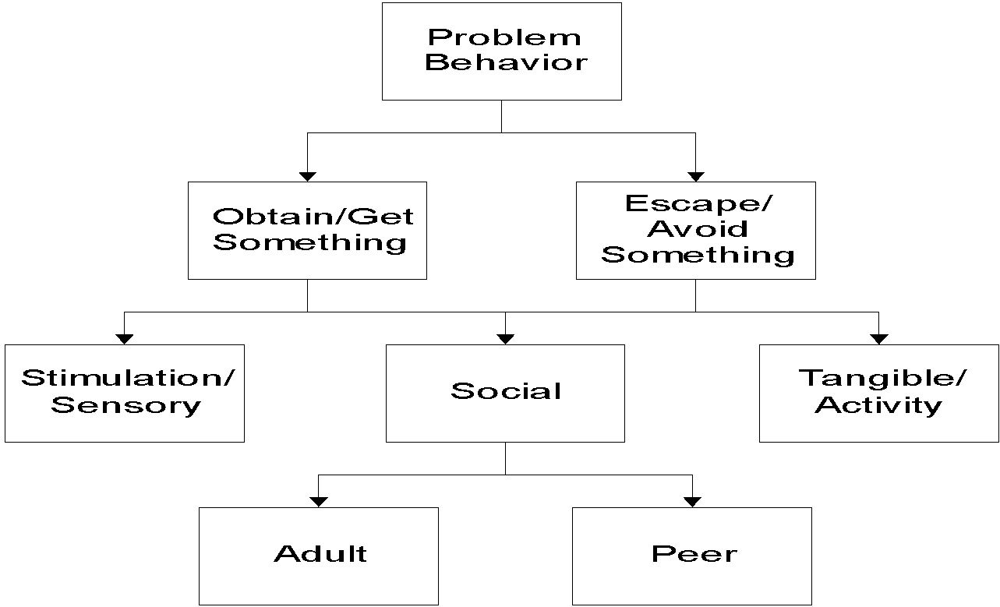 Problem
Behavior
Obtain/Get
Something
Escape/
Avoid
Something
Stimulation/
Sensory
Social
Tangible/
Activity
Adult
Peer